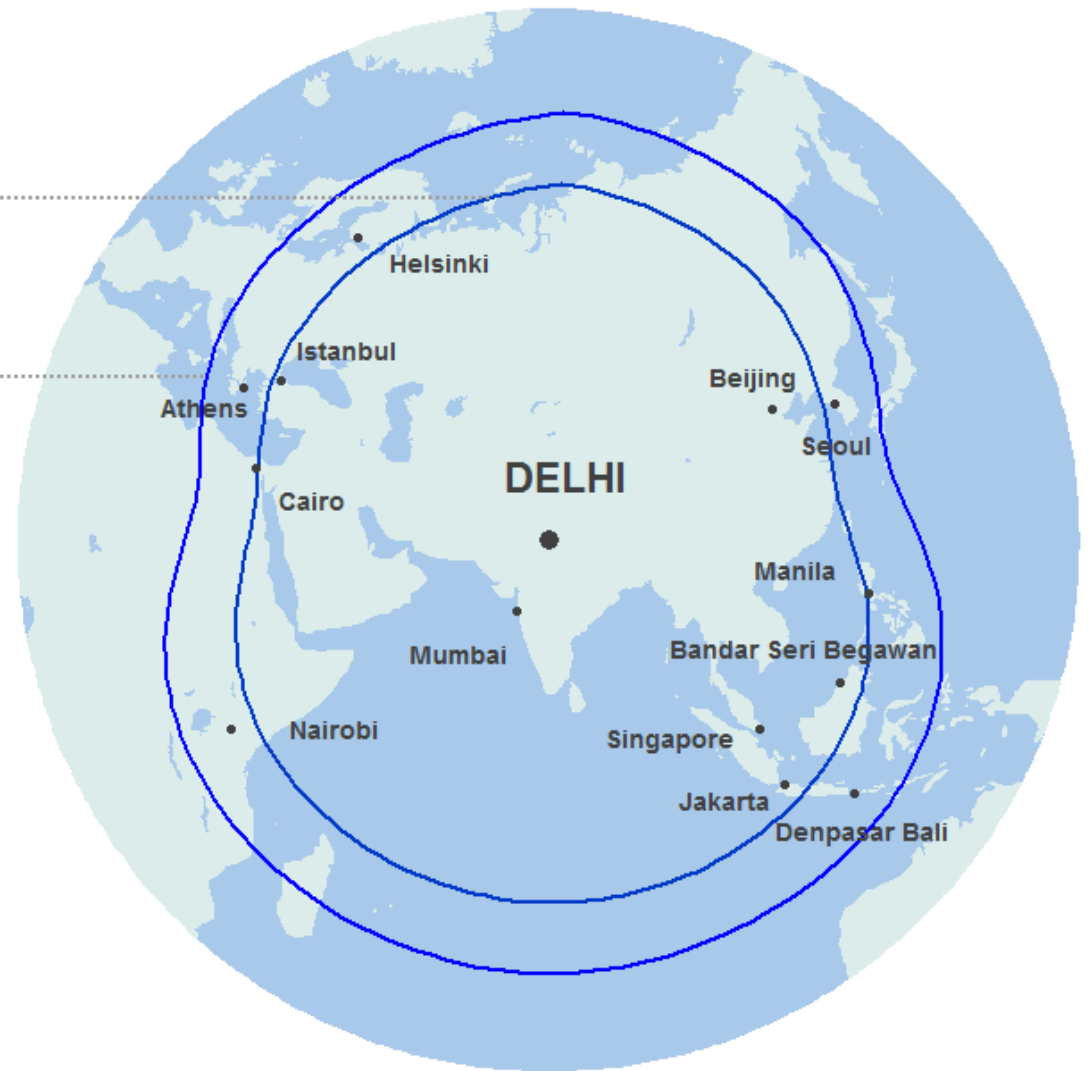 Helsinki
Istanbul
Beijing
Athens
Seoul
DELHI
Cairo
Manila
Mumbai
Bandar Seri Begawan
Nairobi
Singapore
Jakarta
Denpasar Bali